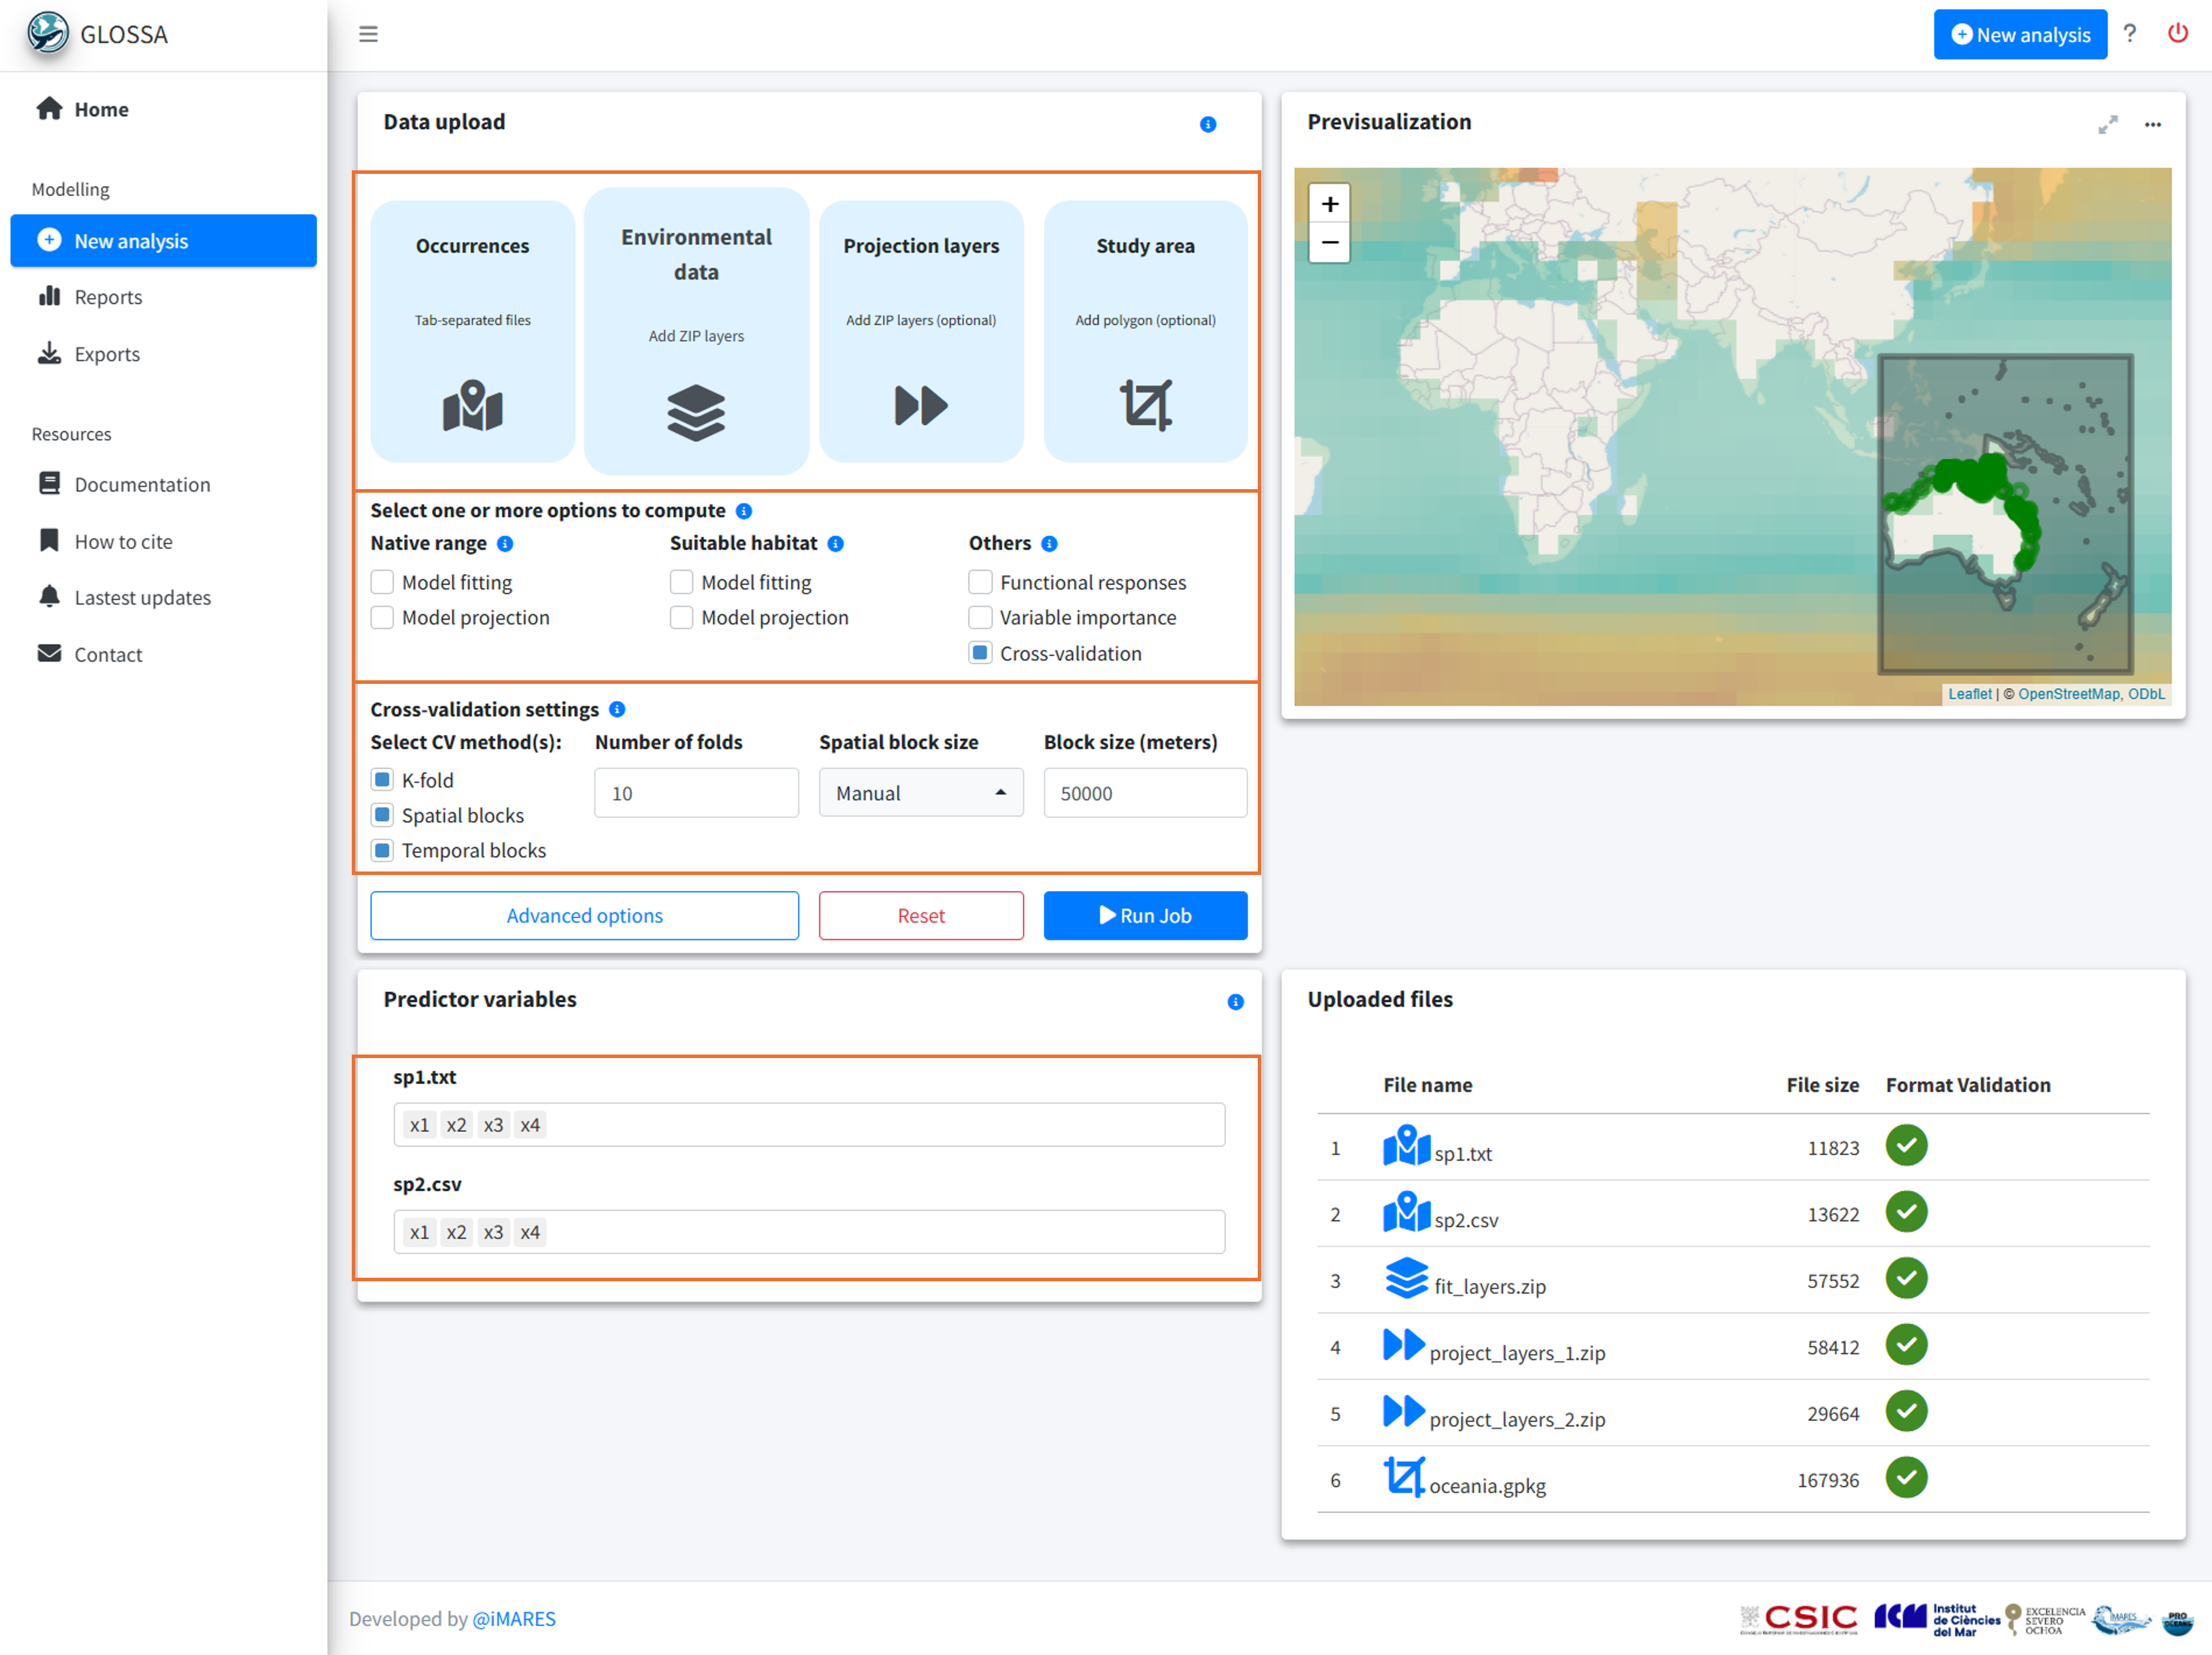 GLOSSA
New analysis
?
Home
Modelling
New analysis
Reports
Exports
Resources
Documentation
How to cite
Lastest updates
Contact
Data upload
Occurrences
Tab-separated files
Environmental
data
Add ZIP layers
Projection layers
Add ZIP layers (optional)
Study area
Add polygon (optional)
Select one or more options to compute
Native range
Model fitting
Model projection
Suitable habitat
Model fitting
Model projection
Others
Functional responses
Variable importance
Cross-validation
Cross-validation settings
Select CV method(s):
K-fold
Spatial blocks
Temporal blocks
Number of folds
10
Spatial block size
Manual
Block size (meters)
50000
Advanced options
Reset
Run Job
Previsualization
+
−
Leaflet | © OpenStreetMap, ODbL
Predictor variables
sp1.txt
x1 x2 x3 x4
sp2.csv
x1 x2 x3 x4
Uploaded files
File name File size Format Validation
1 sp1.txt 11823
2 sp2.csv 13622
3 fit_layers.zip 57552
4 project_layers_1.zip 58412
5 project_layers_2.zip 29664
6 oceania.gpkg 167936
Developed by @iMARES
CSIC
ICM
Institut
de Ciències
del Mar
EXCELENCIA
SEVERO
OCHOA
iMARES
PRO
OCEANS